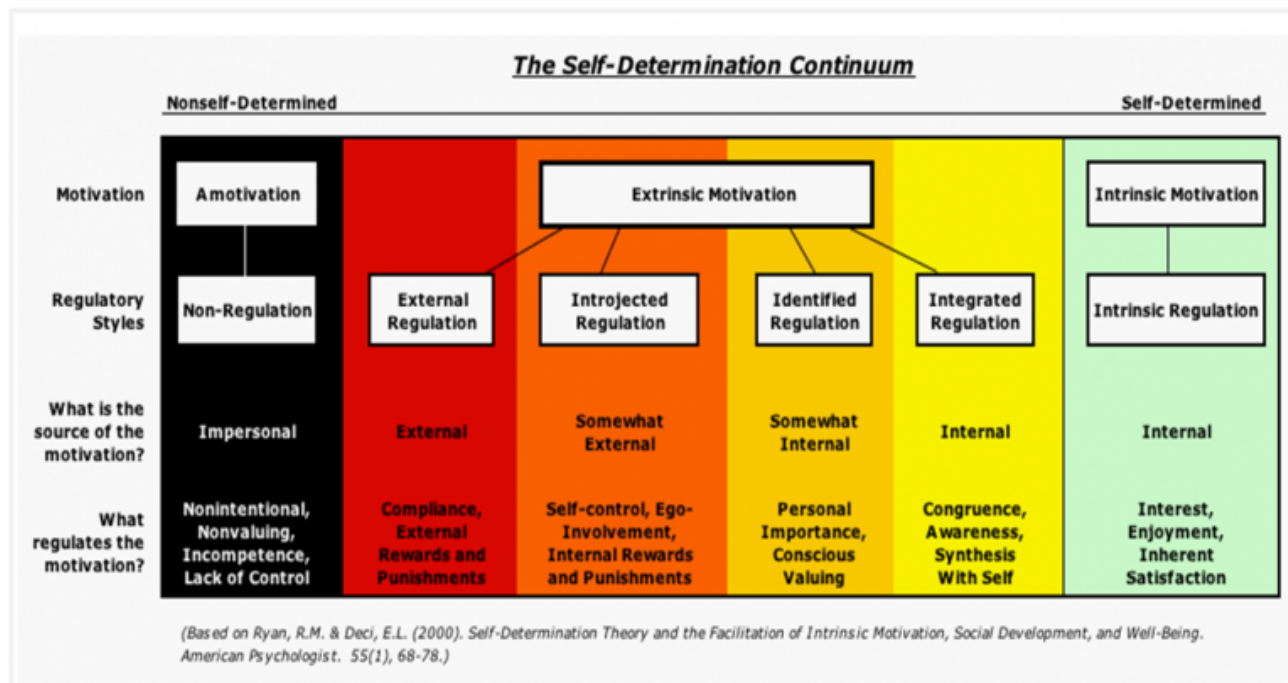 The Self-Determination Continuum
Nonself-Determined
Self-Determined
Motivation
Amotivation
Extrinsic Motivation
Intrinsic Motivation
Regulatory
Styles
Non-Regulation
External
Regulation
Introjected
Regulation
Identified
Regulation
Integrated
Regulation
Intrinsic Regulation
What is the
source of the
motivation?
Impersonal
External
Somewhat
External
Somewhat
Internal
Internal
Internal
What
regulates the
motivation?
Nonintentional,
Nonvaluing,
Incompetence,
Lack of Control
Compliance,
External
Rewards and
Punishments
Self-control, Ego-
Involvement,
Internal Rewards
and Punishments
Personal
Importance,
Conscious
Valuing
Congruence,
Awareness,
Synthesis
With Self
Interest,
Enjoyment,
Inherent
Satisfaction
(Based on Ryan, R.M. & Deci, E.L. (2000). Self-Determination Theory and the Facilitation of Intrinsic Motivation, Social Development, and Well-Being.
American Psychologist. 55(1), 68-78.)